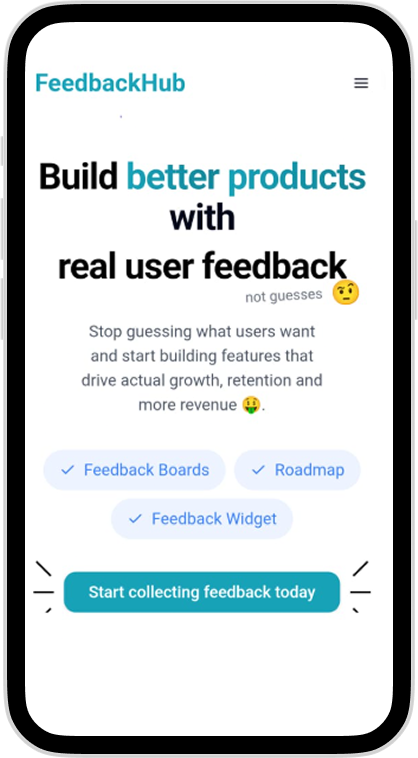 FeedbackHub
Build better products
with
real user feedback
not guesses 🤨
Stop guessing what users want
and start building features that
drive actual growth, retention and
more revenue 🤑.
✓ Feedback Boards
✓ Roadmap
✓ Feedback Widget
Start collecting feedback today